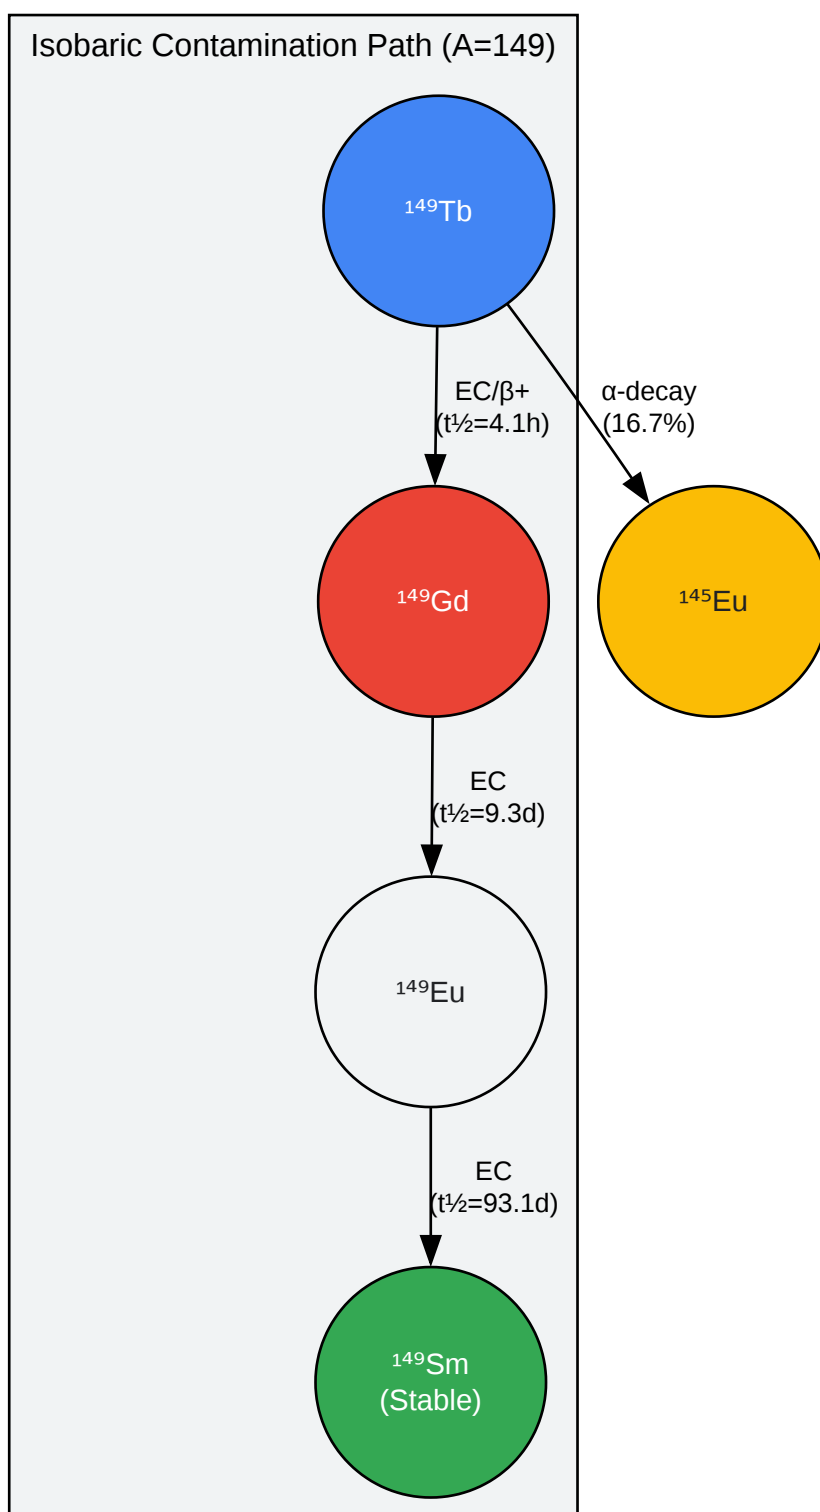 Isobaric Contamination Path (A=149)
¹⁴⁹Tb
EC/β+
(t½=4.1h)
α-decay
(16.7%)
¹⁴⁹Gd
¹⁴⁵Eu
EC
(t½=9.3d)
¹⁴⁹Eu
EC
(t½=93.1d)
¹⁴⁹Sm
(Stable)